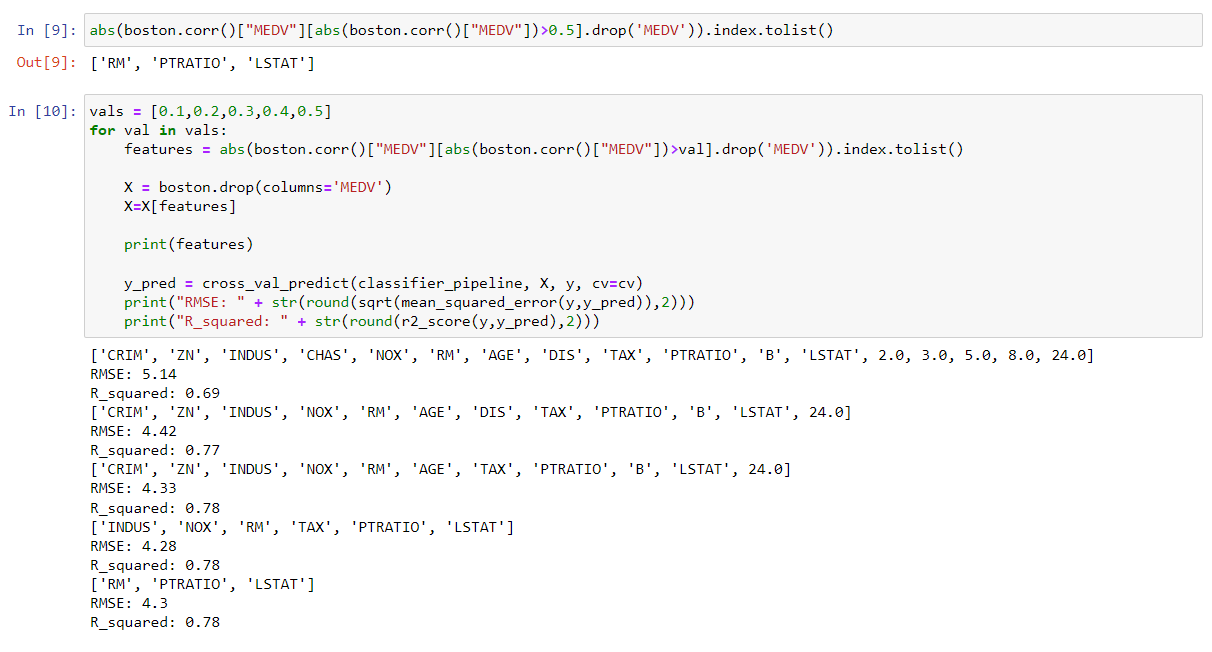 In [9]: abs(boston.corr()["MEDV"][abs(boston.corr()["MEDV"])>0.5].drop('MEDV')).index.tolist()
Out[9]: ['RM', 'PTRATIO', 'LSTAT']
In [10]: vals = [0.1,0.2,0.3,0.4,0.5]
for val in vals:
    features = abs(boston.corr()["MEDV"][abs(boston.corr()["MEDV"])>val].drop('MEDV')).index.tolist()
    X = boston.drop(columns='MEDV')
    X=X[features]
    print(features)
    y_pred = cross_val_predict(classifier_pipeline, X, y, cv=cv)
    print("RMSE: " + str(round(sqrt(mean_squared_error(y,y_pred)),2)))
    print("R_squared: " + str(round(r2_score(y,y_pred),2)))
['CRIM', 'ZN', 'INDUS', 'CHAS', 'NOX', 'RM', 'AGE', 'DIS', 'TAX', 'PTRATIO', 'B', 'LSTAT', 2.0, 3.0, 5.0, 8.0, 24.0]
RMSE: 5.14
R_squared: 0.69
['CRIM', 'ZN', 'INDUS', 'NOX', 'RM', 'AGE', 'DIS', 'TAX', 'PTRATIO', 'B', 'LSTAT', 24.0]
RMSE: 4.42
R_squared: 0.77
['CRIM', 'ZN', 'INDUS', 'NOX', 'RM', 'AGE', 'TAX', 'PTRATIO', 'B', 'LSTAT', 24.0]
RMSE: 4.33
R_squared: 0.78
['INDUS', 'NOX', 'RM', 'TAX', 'PTRATIO', 'LSTAT']
RMSE: 4.28
R_squared: 0.78
['RM', 'PTRATIO', 'LSTAT']
RMSE: 4.3
R_squared: 0.78